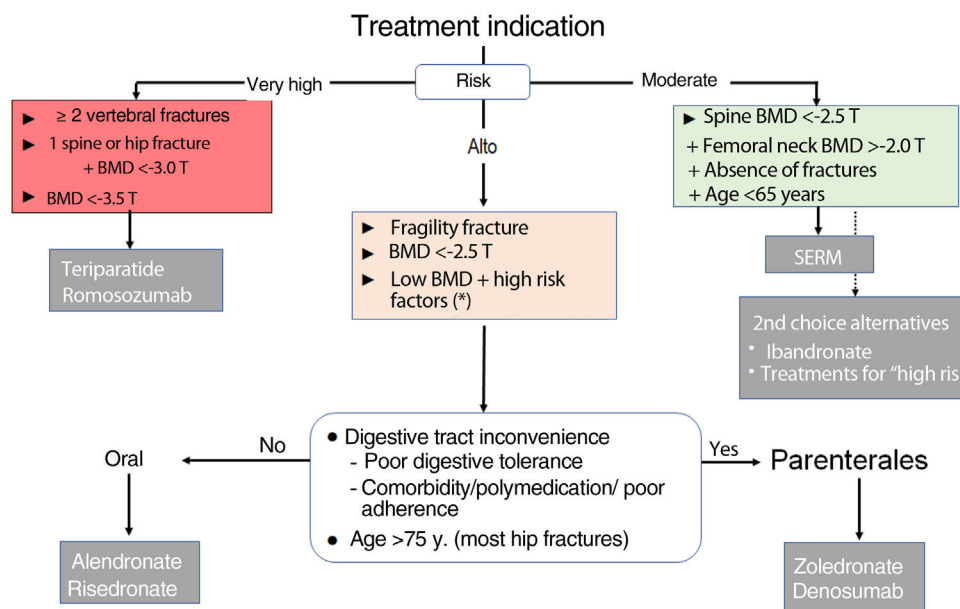 Treatment indication
Risk
Very high
Moderate
Alto
► ≥ 2 vertebral fractures
► 1 spine or hip fracture
+ BMD <-3.0 T
► BMD <-3.5 T
► Spine BMD <-2.5 T
+ Femoral neck BMD >-2.0 T
+ Absence of fractures
+ Age <65 years
► Fragility fracture
► BMD <-2.5 T
► Low BMD + high risk
factors (*)
Teriparatide
Romosozumab
SERM
2nd choice alternatives
• Ibandronate
• Treatments for "high ris
● Digestive tract inconvenience
- Poor digestive tolerance
- Comorbidity/polymedication/ poor
adherence
● Age >75 y. (most hip fractures)
No
Oral
Yes
Parenterales
Alendronate
Risedronate
Zoledronate
Denosumab